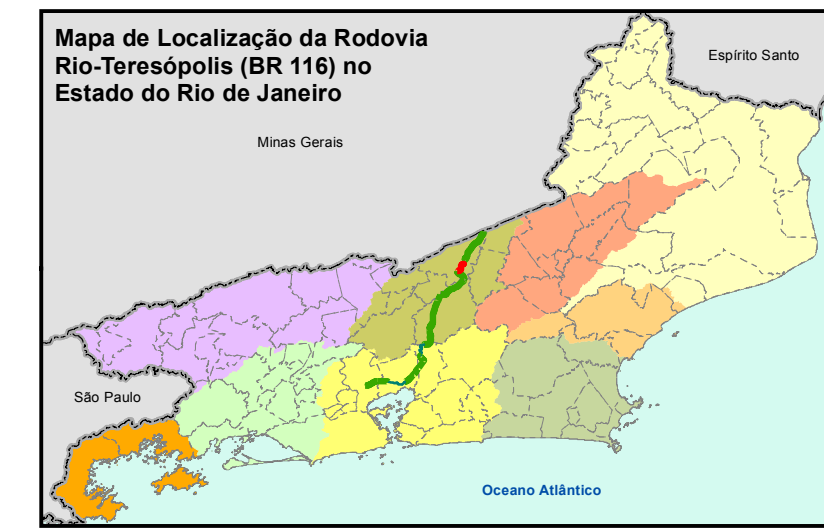 Mapa de Localização da Rodovia
Rio-Teresópolis (BR 116) no
Estado do Rio de Janeiro
Espírito Santo
Minas Gerais
São Paulo
Oceano Atlântico